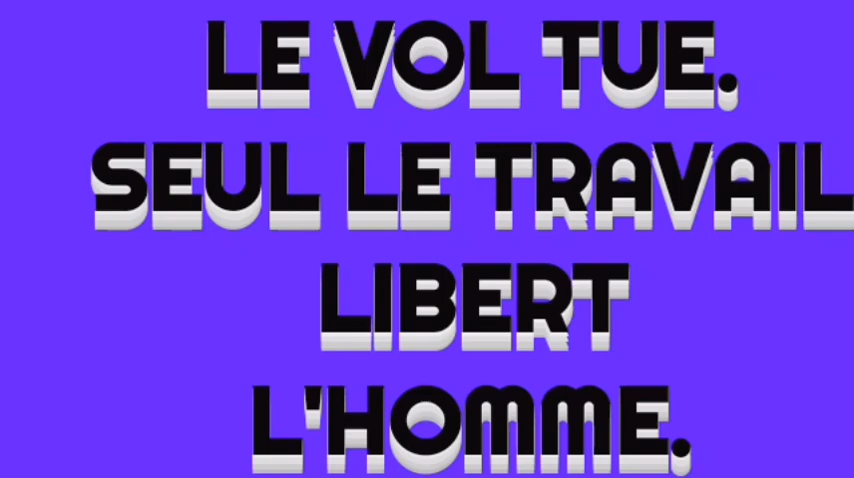 LE VOL TUE.
SEUL LE TRAVAIL
LIBERT
L'HOMME.